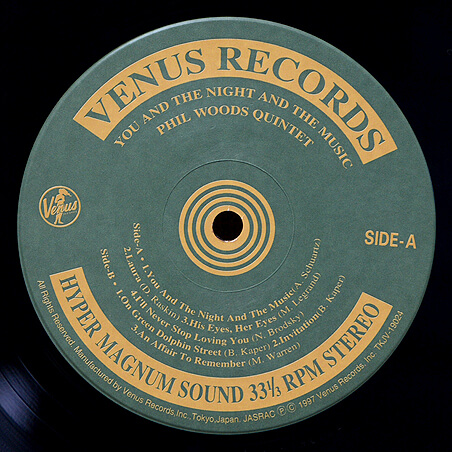 VENUS RECORDS
YOU AND THE NIGHT AND THE MUSIC
PHIL WOODS QUINTET
Venus
SIDE-A
Side-A • 1.You And The Night And The Music(A. Schwartz)
2.Laura (D. Raskin) 3.His Eyes, Her Eyes (M. Legrand)
4.I'll Never Stop Loving You (N. Brodsky)
Side-B • 1.On Green Dolphin Street (B. Kaper) 2.Invitation(B. Kaper)
3.An Affair To Remember (M. Warren)
HYPER MAGNUM SOUND 33⅓ RPM STEREO
All Rights Reserved. Manufactured by Venus Records,Inc.,Tokyo,Japan. JASRAC Ⓟ © 1997 Venus Records, Inc TKJV-19024